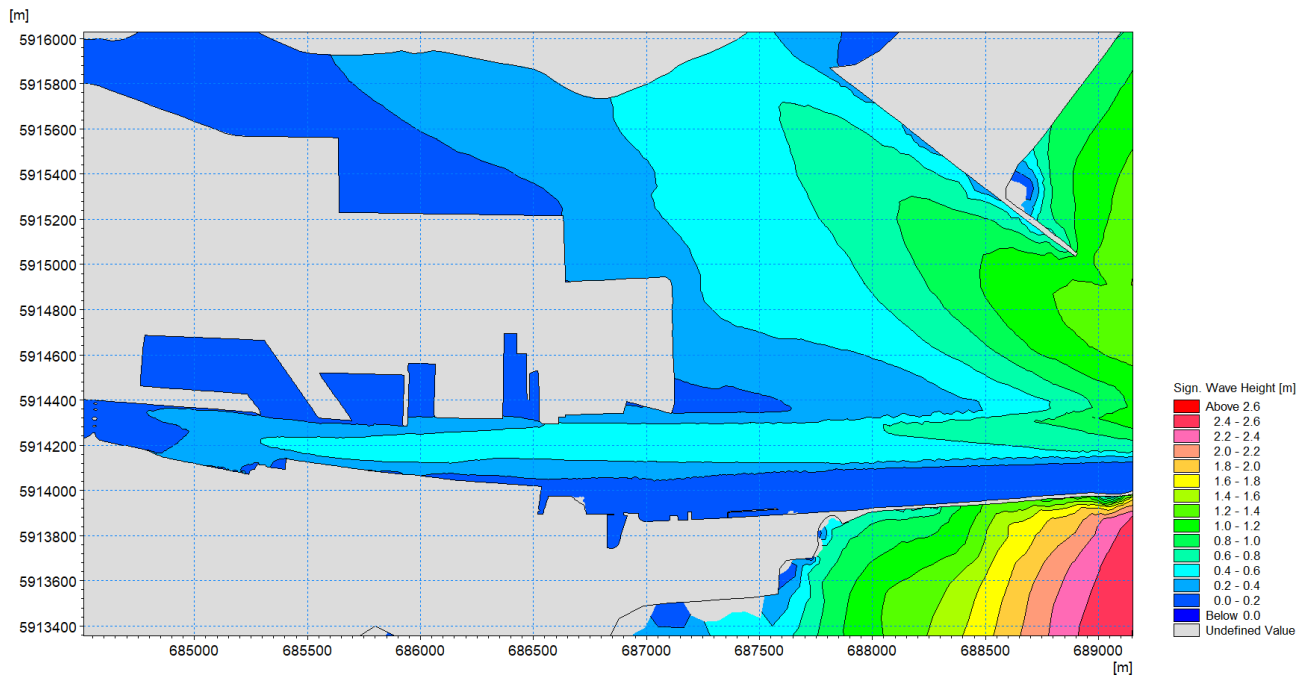 [m]
5916000
5915800
5915600
5915400
5915200
5915000
5914800
5914600
5914400
5914200
5914000
5913800
5913600
5913400
685000 685500 686000 686500 687000 687500 688000 688500 689000
[m]
Sign. Wave Height [m]
Above 2.6
2.4 - 2.6
2.2 - 2.4
2.0 - 2.2
1.8 - 2.0
1.6 - 1.8
1.4 - 1.6
1.2 - 1.4
1.0 - 1.2
0.8 - 1.0
0.6 - 0.8
0.4 - 0.6
0.2 - 0.4
0.0 - 0.2
Below 0.0
Undefined Value